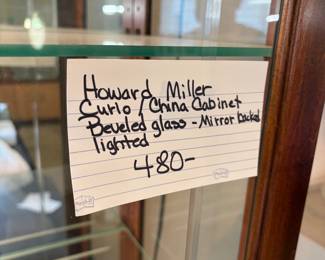 Howard Miller
Curio/China Cabinet
Beveled glass - Mirror backed
lighted
480-